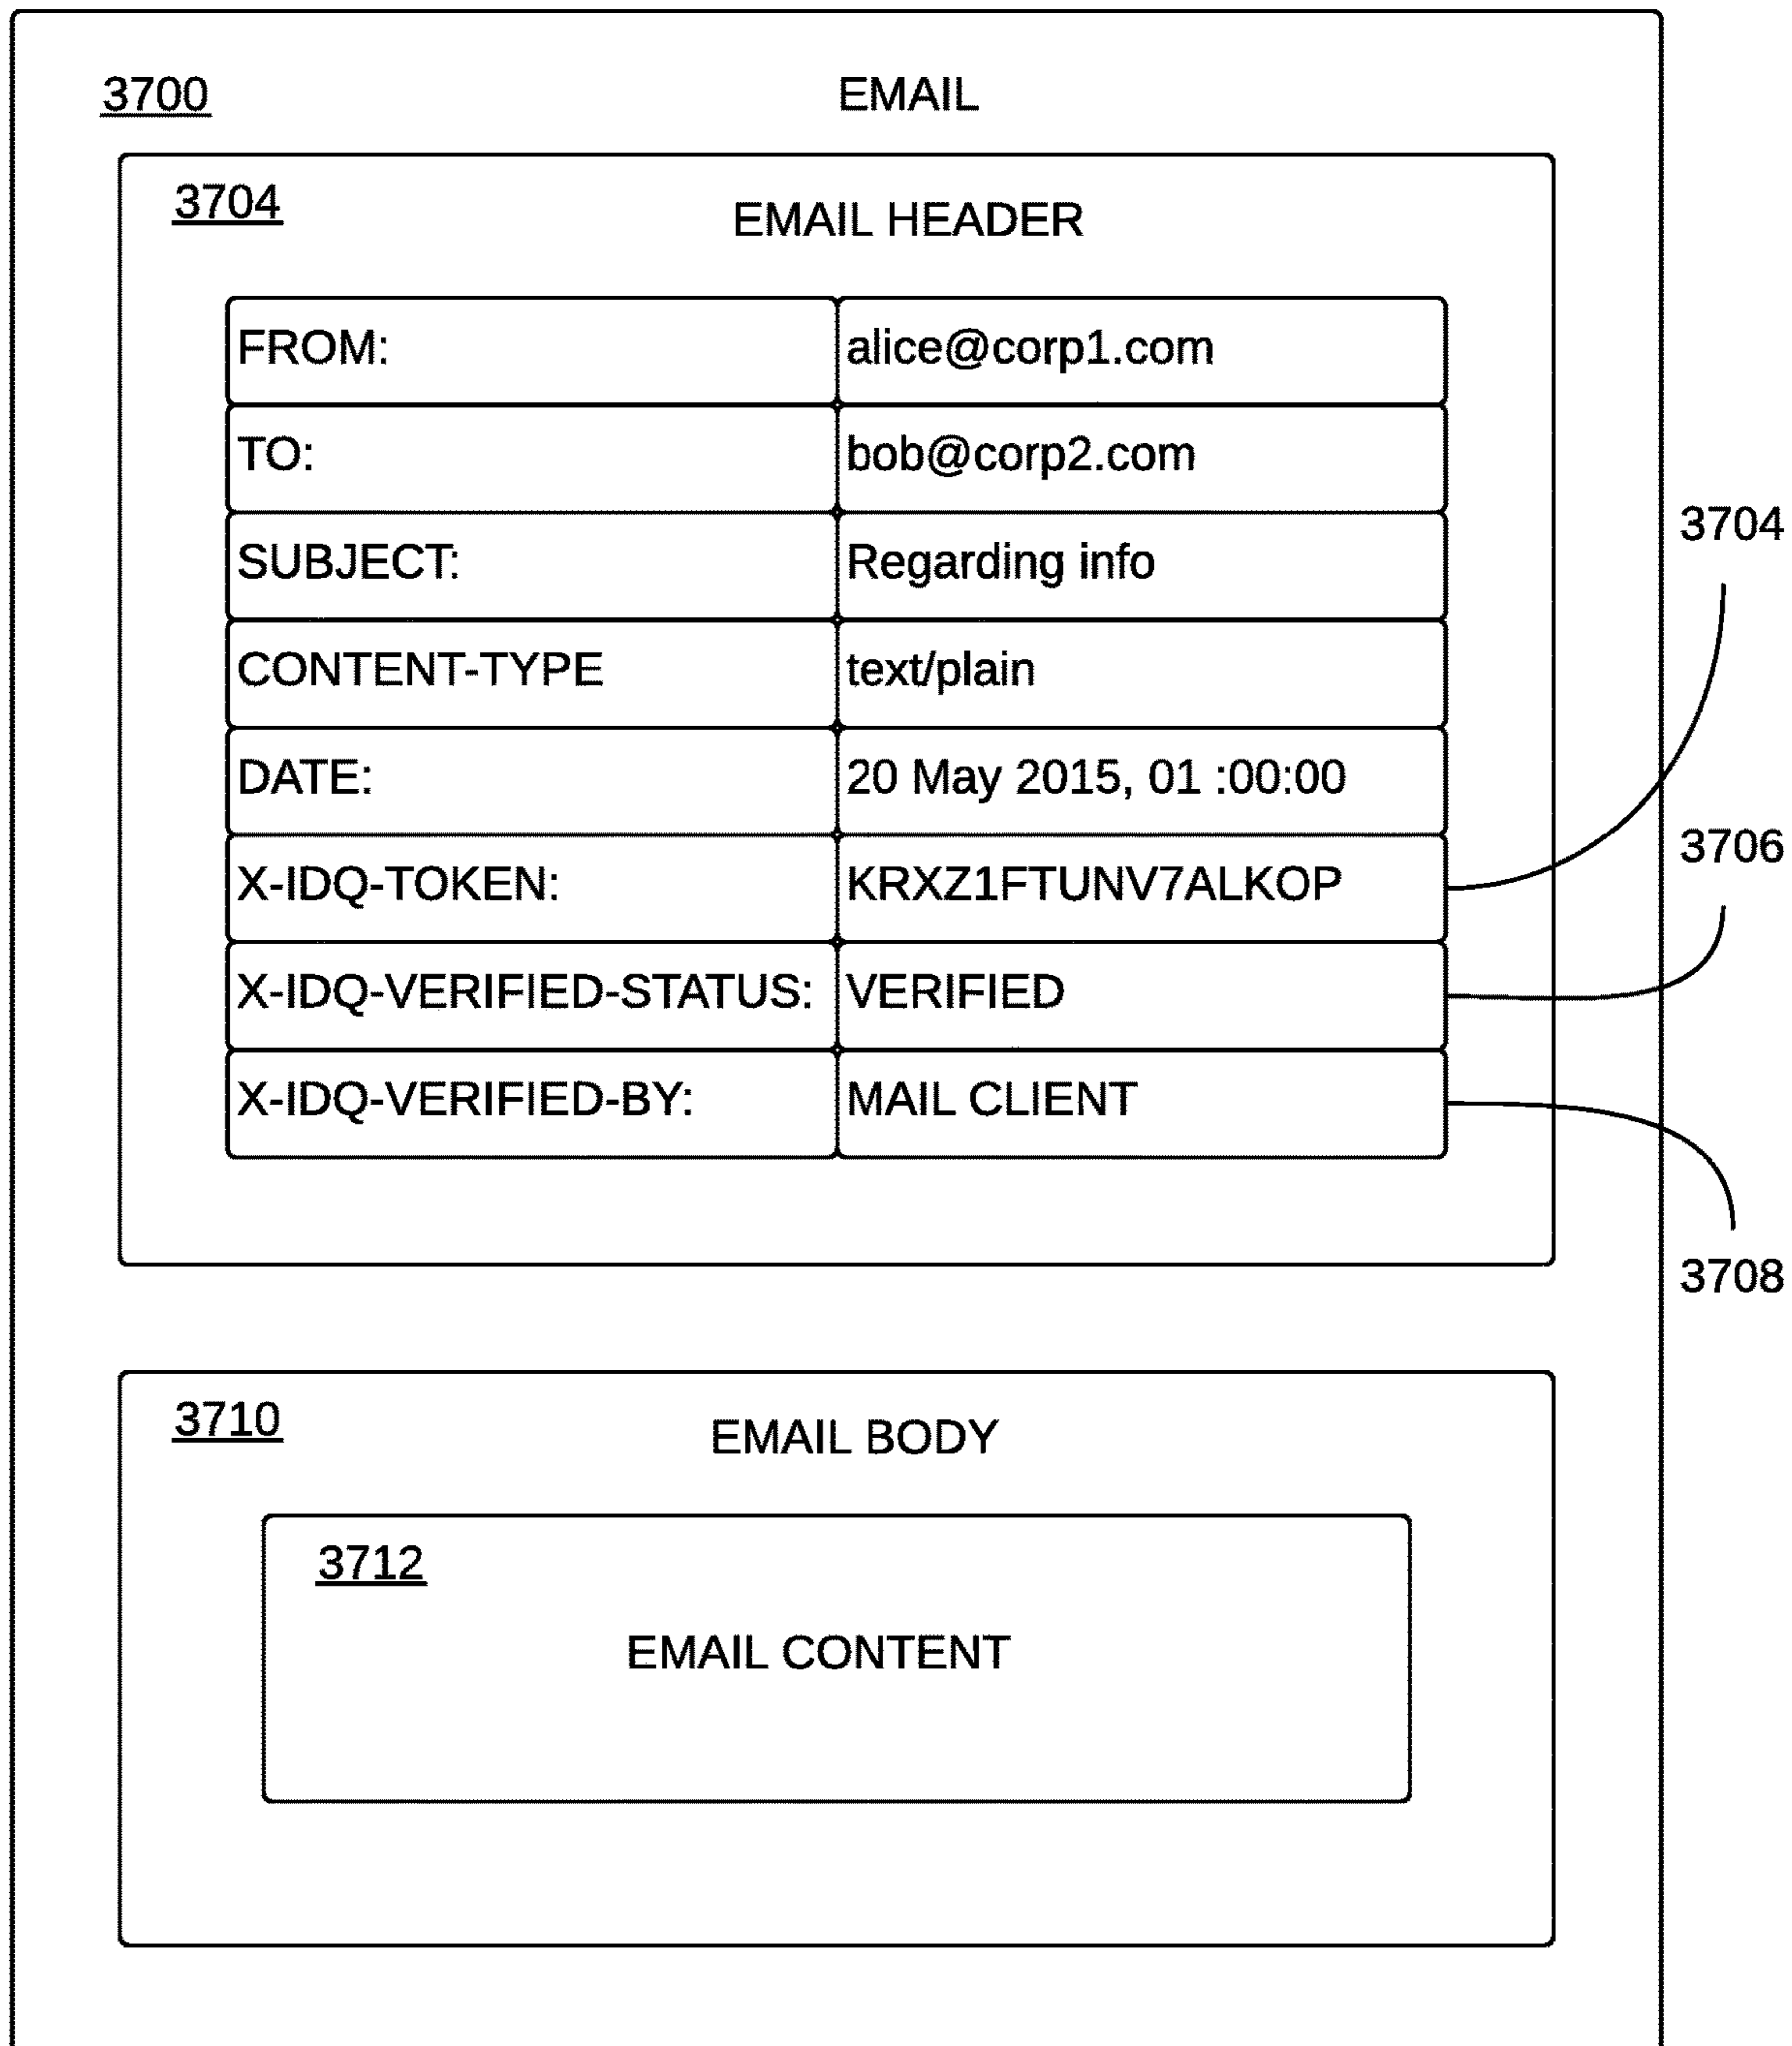 3700 EMAIL
3704
EMAIL HEADER
FROM: alice@corp1.com
TO: bob@corp2.com
SUBJECT: Regarding info
3704
CONTENT-TYPE text/plain
DATE: 20 May 2015, 01 :00:00
3706
X-IDQ-TOKEN: KRXZ1FTUNV7ALKOP
X-IDQ-VERIFIED-STATUS: VERIFIED
X-IDQ-VERIFIED-BY: MAIL CLIENT
3708
3710
EMAIL BODY
3712
EMAIL CONTENT